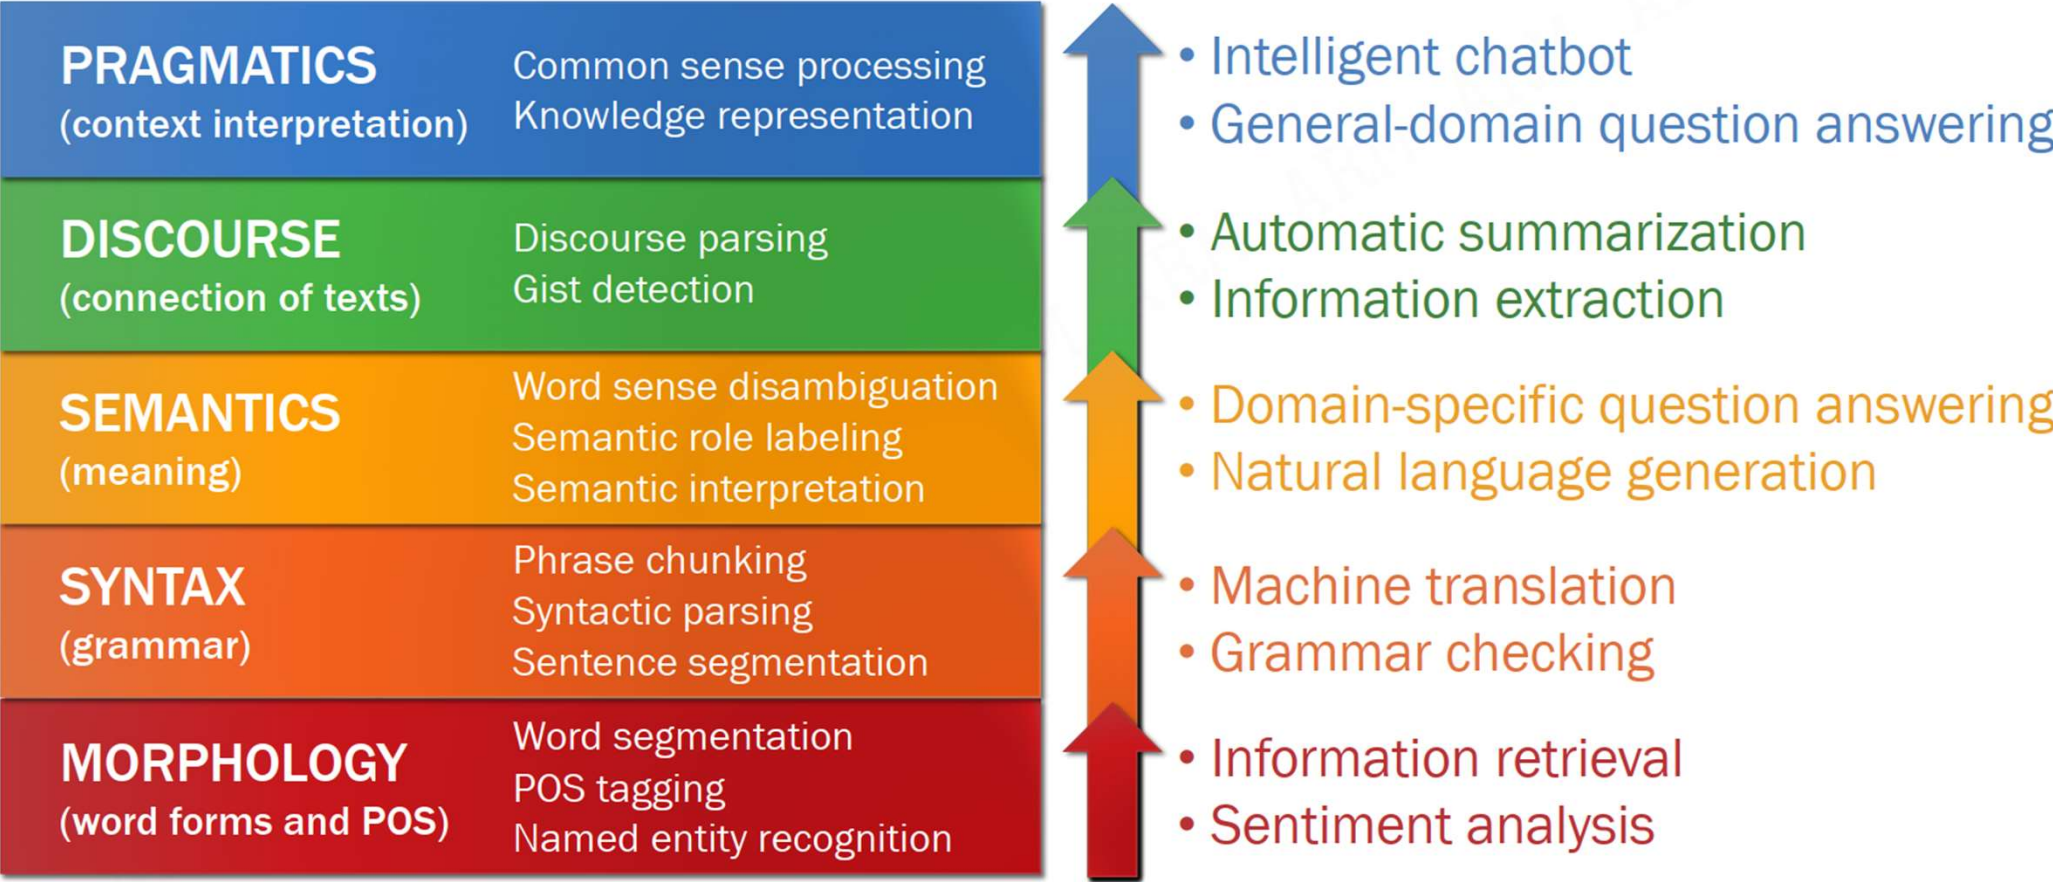 PRAGMATICS
(context interpretation)
Common sense processing
Knowledge representation
• Intelligent chatbot
• General-domain question answering
DISCOURSE
(connection of texts)
Discourse parsing
Gist detection
• Automatic summarization
• Information extraction
SEMANTICS
(meaning)
Word sense disambiguation
Semantic role labeling
Semantic interpretation
• Domain-specific question answering
• Natural language generation
SYNTAX
(grammar)
Phrase chunking
Syntactic parsing
Sentence segmentation
• Machine translation
• Grammar checking
MORPHOLOGY
(word forms and POS)
Word segmentation
POS tagging
Named entity recognition
• Information retrieval
• Sentiment analysis